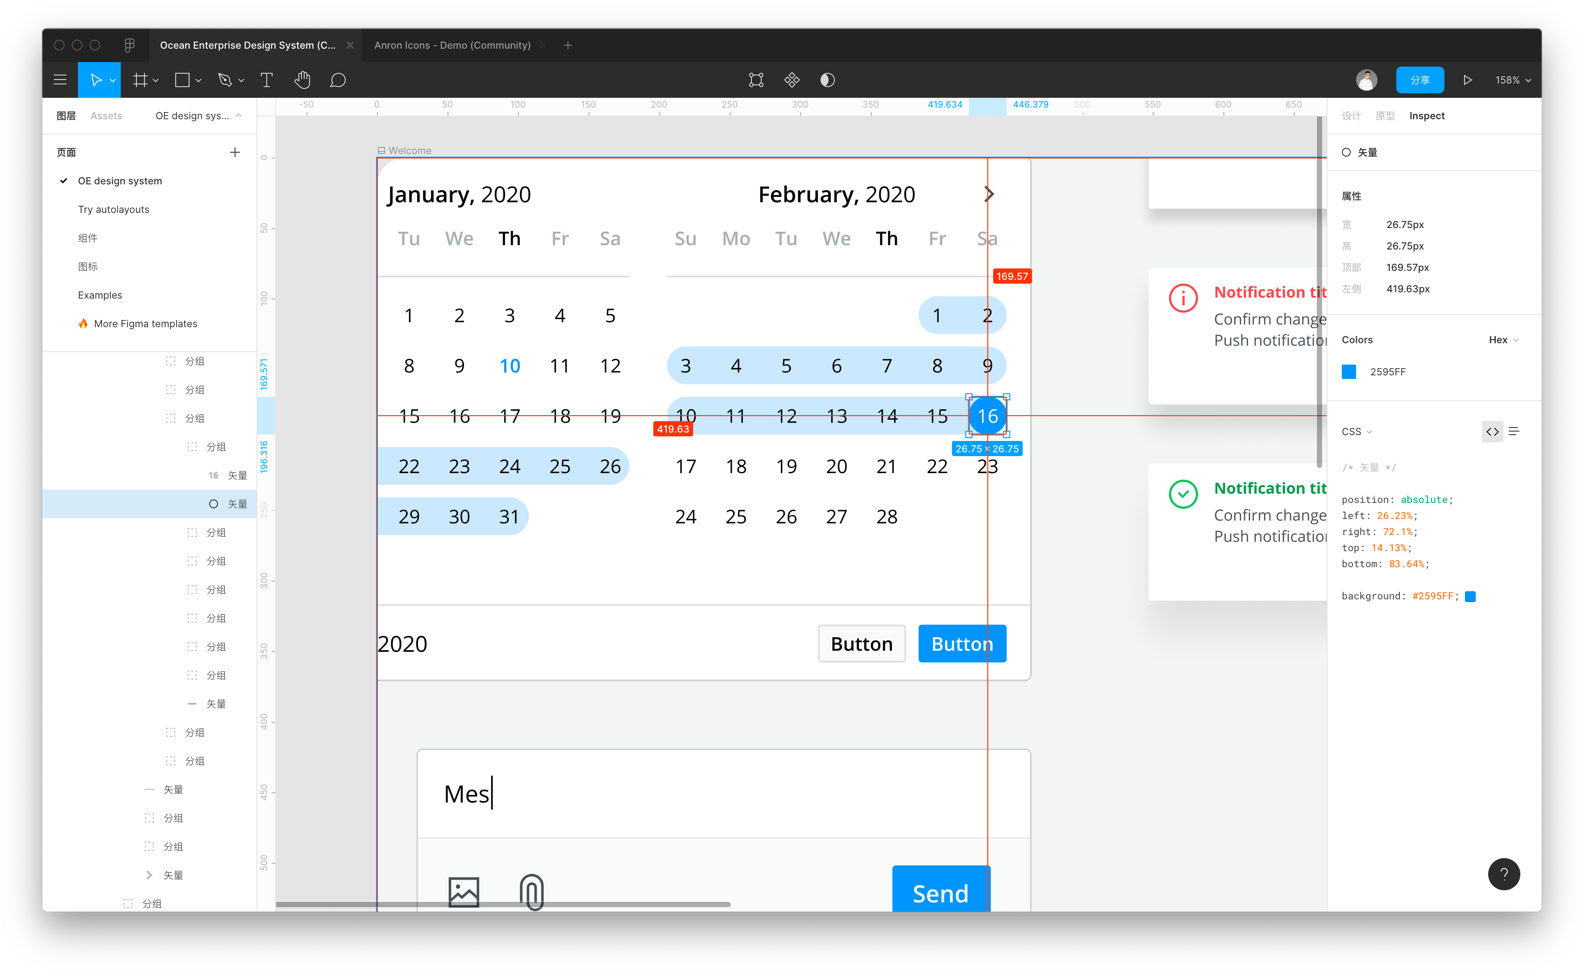 Ocean Enterprise Design System (C...
Anron Icons - Demo (Community)
分享
158%
图层
Assets
OE design sys...
页面
OE design system
Try autolayouts
组件
图标
Examples
🔥 More Figma templates
分组
分组
分组
分组
16 矢量
矢量
分组
分组
分组
分组
分组
分组
矢量
分组
分组
矢量
分组
分组
矢量
分组
-50 0 50 100 150 200 250 300 350 419.634 446.379 500 550 600 650
0
50
100
169.571
196.316
250
300
350
400
450
500
Welcome
January, 2020
Tu We Th Fr Sa
1 2 3 4 5
8 9 10 11 12
15 16 17 18 19
22 23 24 25 26
29 30 31
February, 2020
Su Mo Tu We Th Fr Sa
169.57
1 2
3 4 5 6 7 8 9
10 11 12 13 14 15 16
419.63
26.75 × 26.75
17 18 19 20 21 22 23
24 25 26 27 28
2020
Button
Button
Mes
Send
Notification tit
Confirm change
Push notification
Notification tit
Confirm change
Push notification
设计
原型
Inspect
矢量
属性
宽 26.75px
高 26.75px
顶部 169.57px
左侧 419.63px
Colors
Hex
2595FF
CSS
/* 矢量 */
position: absolute;
left: 26.23%;
right: 72.1%;
top: 14.13%;
bottom: 83.64%;
background: #2595FF;
?